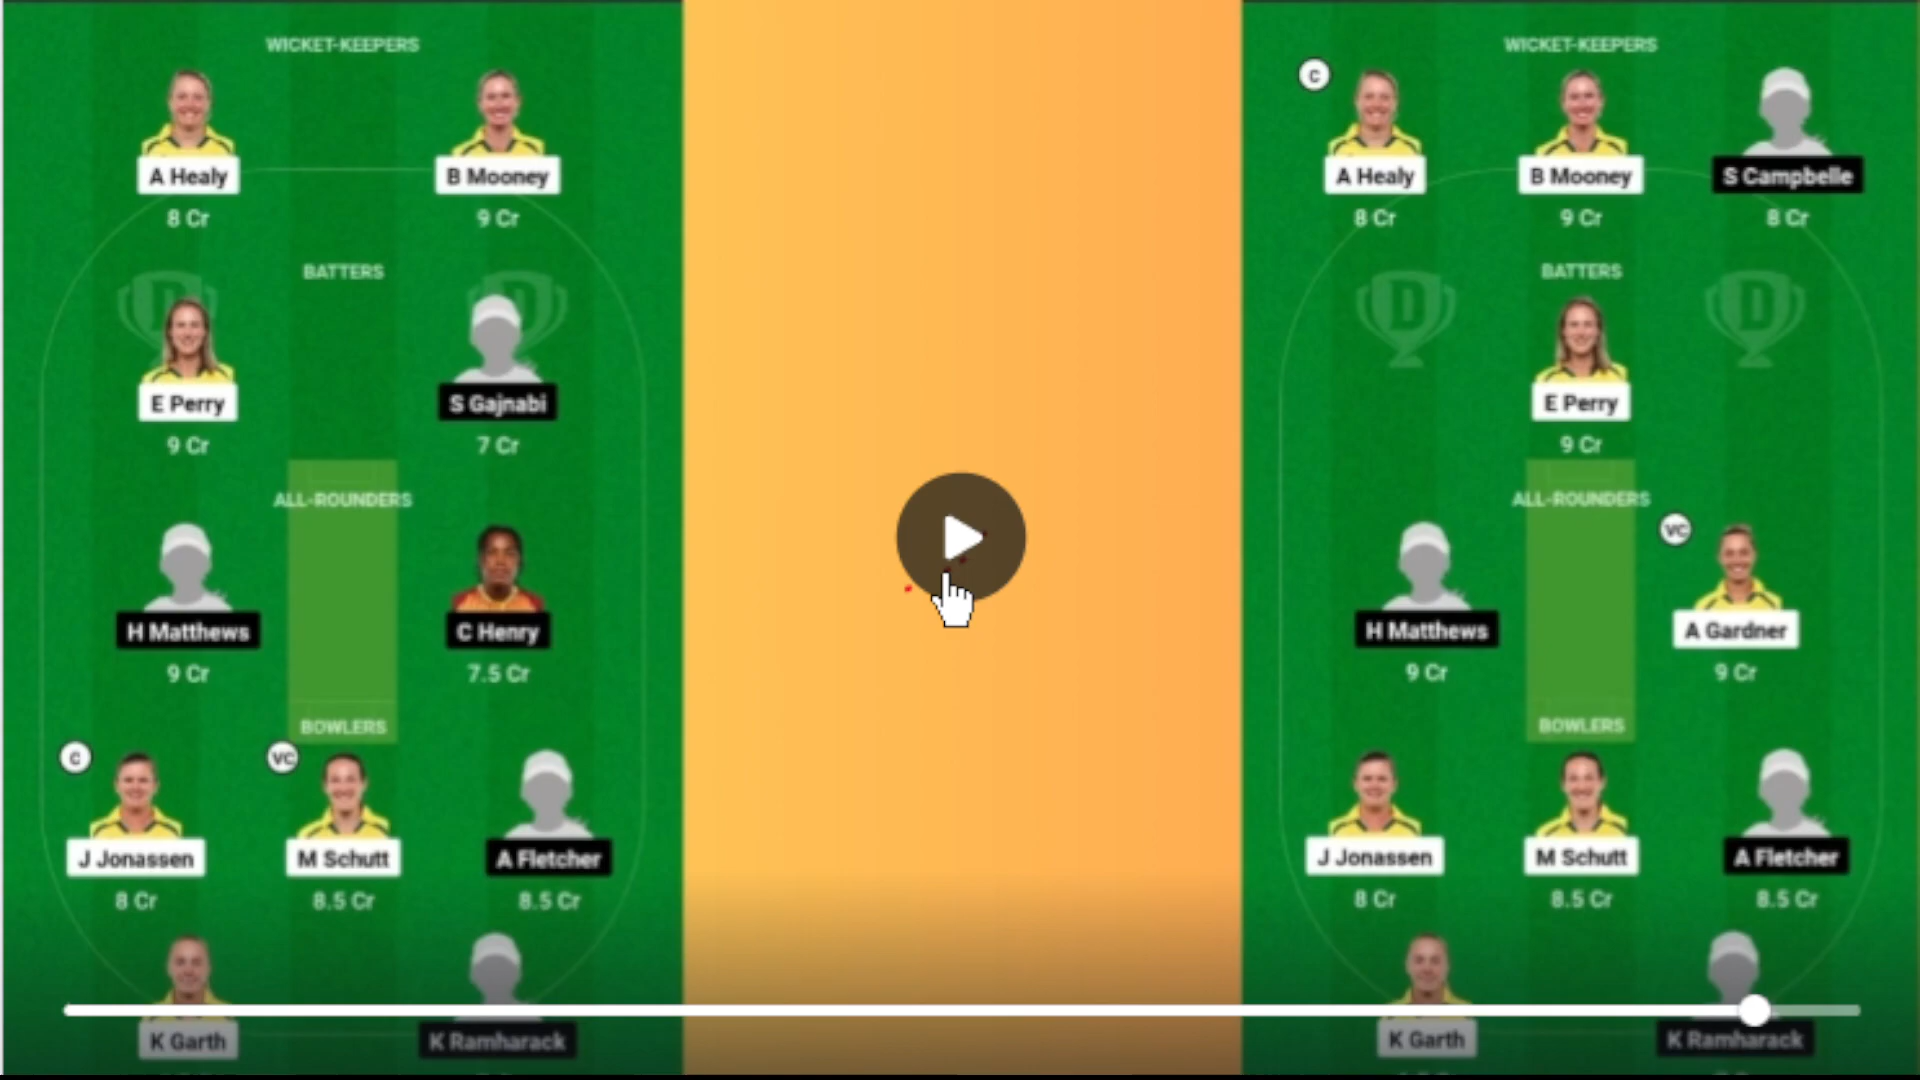 WICKET-KEEPERS
A Healy
B Mooney
8 Cr
9 Cr
BATTERS
E Perry
S Gajnabi
9 Cr
7 Cr
ALL-ROUNDERS
H Matthews
C Henry
9 Cr
7.5 Cr
BOWLERS
C
VC
J Jonassen
M Schutt
A Fletcher
8 Cr
8.5 Cr
8.5 Cr
K Garth
K Ramharack
WICKET-KEEPERS
C
A Healy
B Mooney
S Campbelle
8 Cr
9 Cr
8 Cr
BATTERS
D
D
E Perry
9 Cr
ALL-ROUNDERS
VC
H Matthews
A Gardner
9 Cr
9 Cr
BOWLERS
J Jonassen
M Schutt
A Fletcher
8 Cr
8.5 Cr
8.5 Cr
K Garth
K Ramharack